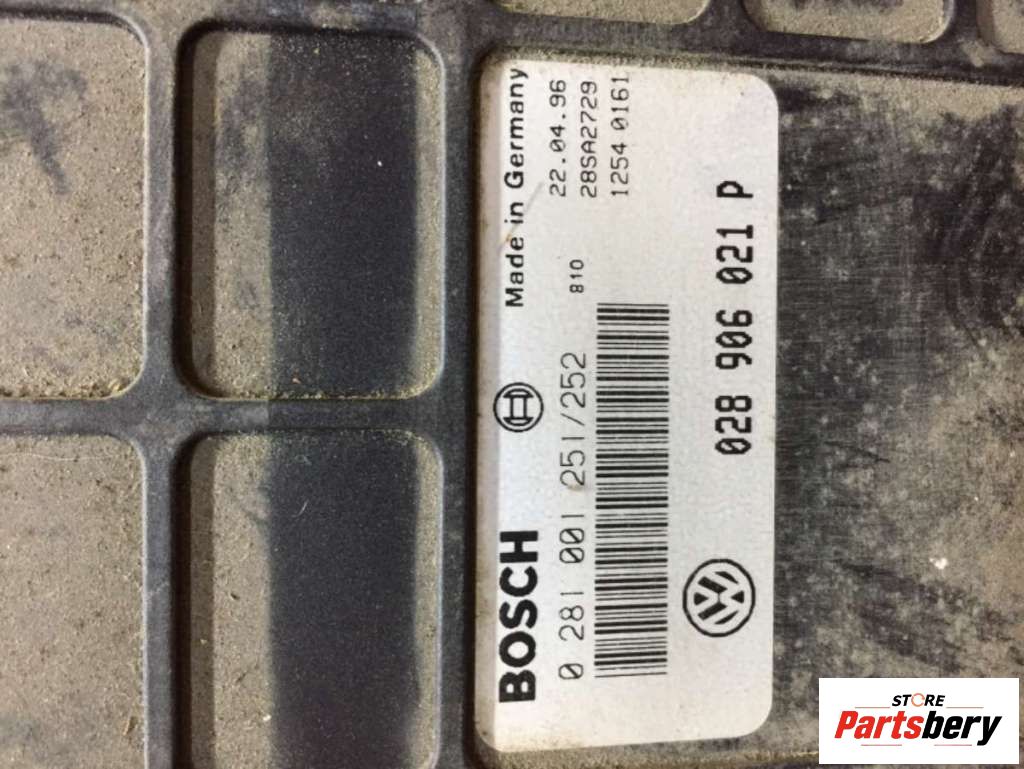 BOSCH
Made in Germany
0 281 001 251/252
22.04.96
28SA2729
1254 0161
810
028 906 021 P
STORE
Partsbery